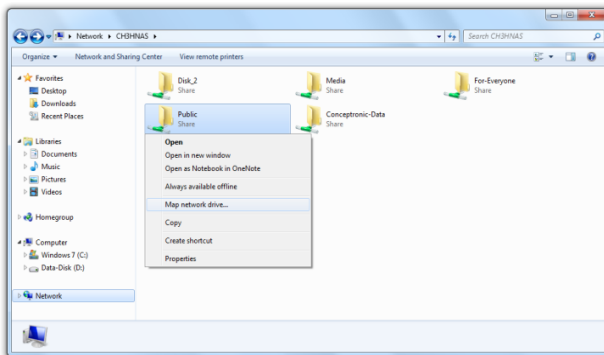 Network ▸ CH3HNAS ▸
Search CH3HNAS
Organize ▾ Network and Sharing Center View remote printers
Favorites
Desktop
Downloads
Recent Places
Libraries
Documents
Music
Pictures
Videos
Homegroup
Computer
Windows 7 (C:)
Data-Disk (D:)
Network
Disk_2
Share
Media
Share
For-Everyone
Share
Public
Share
Conceptronic-Data
Share
Open
Open in new window
Open as Notebook in OneNote
Always available offline
Map network drive...
Copy
Create shortcut
Properties